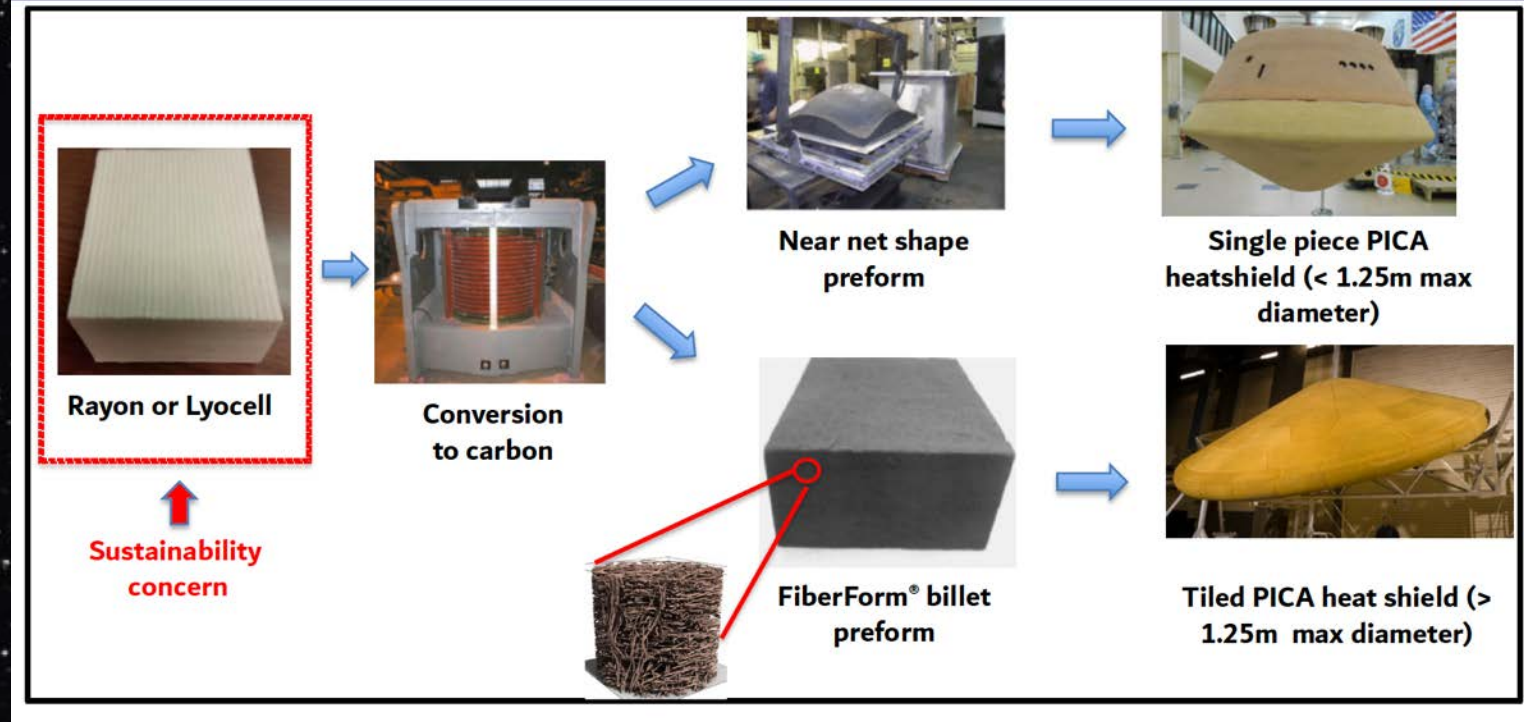 Rayon or Lyocell
Sustainability
concern
Conversion
to carbon
Near net shape
preform
Single piece PICA
heatshield (< 1.25m max
diameter)
FiberForm® billet
preform
Tiled PICA heat shield (>
1.25m max diameter)